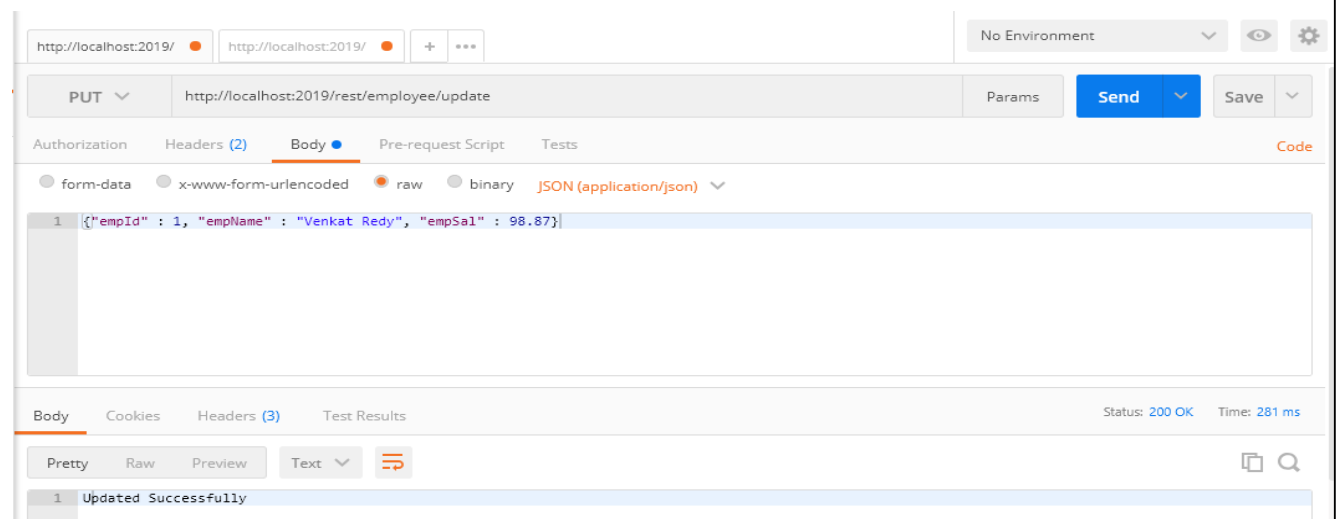 http://localhost:2019/ http://localhost:2019/ + ••• No Environment
PUT http://localhost:2019/rest/employee/update Params Send Save
Authorization Headers (2) Body Pre-request Script Tests Code
form-data x-www-form-urlencoded raw binary JSON (application/json)
1 {"empId" : 1, "empName" : "Venkat Redy", "empSal" : 98.87}
Body Cookies Headers (3) Test Results Status: 200 OK Time: 281 ms
Pretty Raw Preview Text
1 Updated Successfully